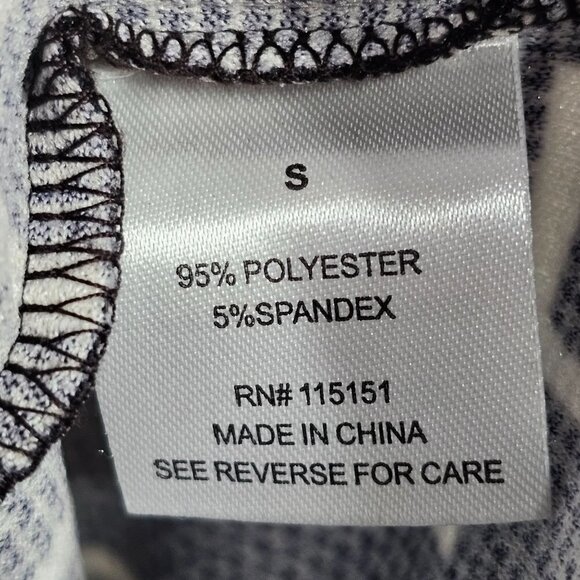 S
95% POLYESTER
5%SPANDEX
RN# 115151
MADE IN CHINA
SEE REVERSE FOR CARE